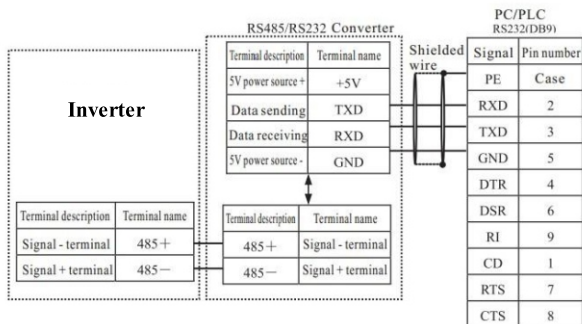 PC/PLC
RS485/RS232 Converter
RS232(DB9)
Terminal description Terminal name
Shielded wire
Signal Pin number
5V power source + +5V
PE Case
Inverter
Data sending TXD
RXD 2
Data receiving RXD
TXD 3
5V power source - GND
GND 5
DTR 4
DSR 6
Terminal description Terminal name
Terminal description Terminal name
RI 9
Signal - terminal 485+
485+ Signal - terminal
CD 1
Signal + terminal 485−
485− Signal + terminal
RTS 7
CTS 8